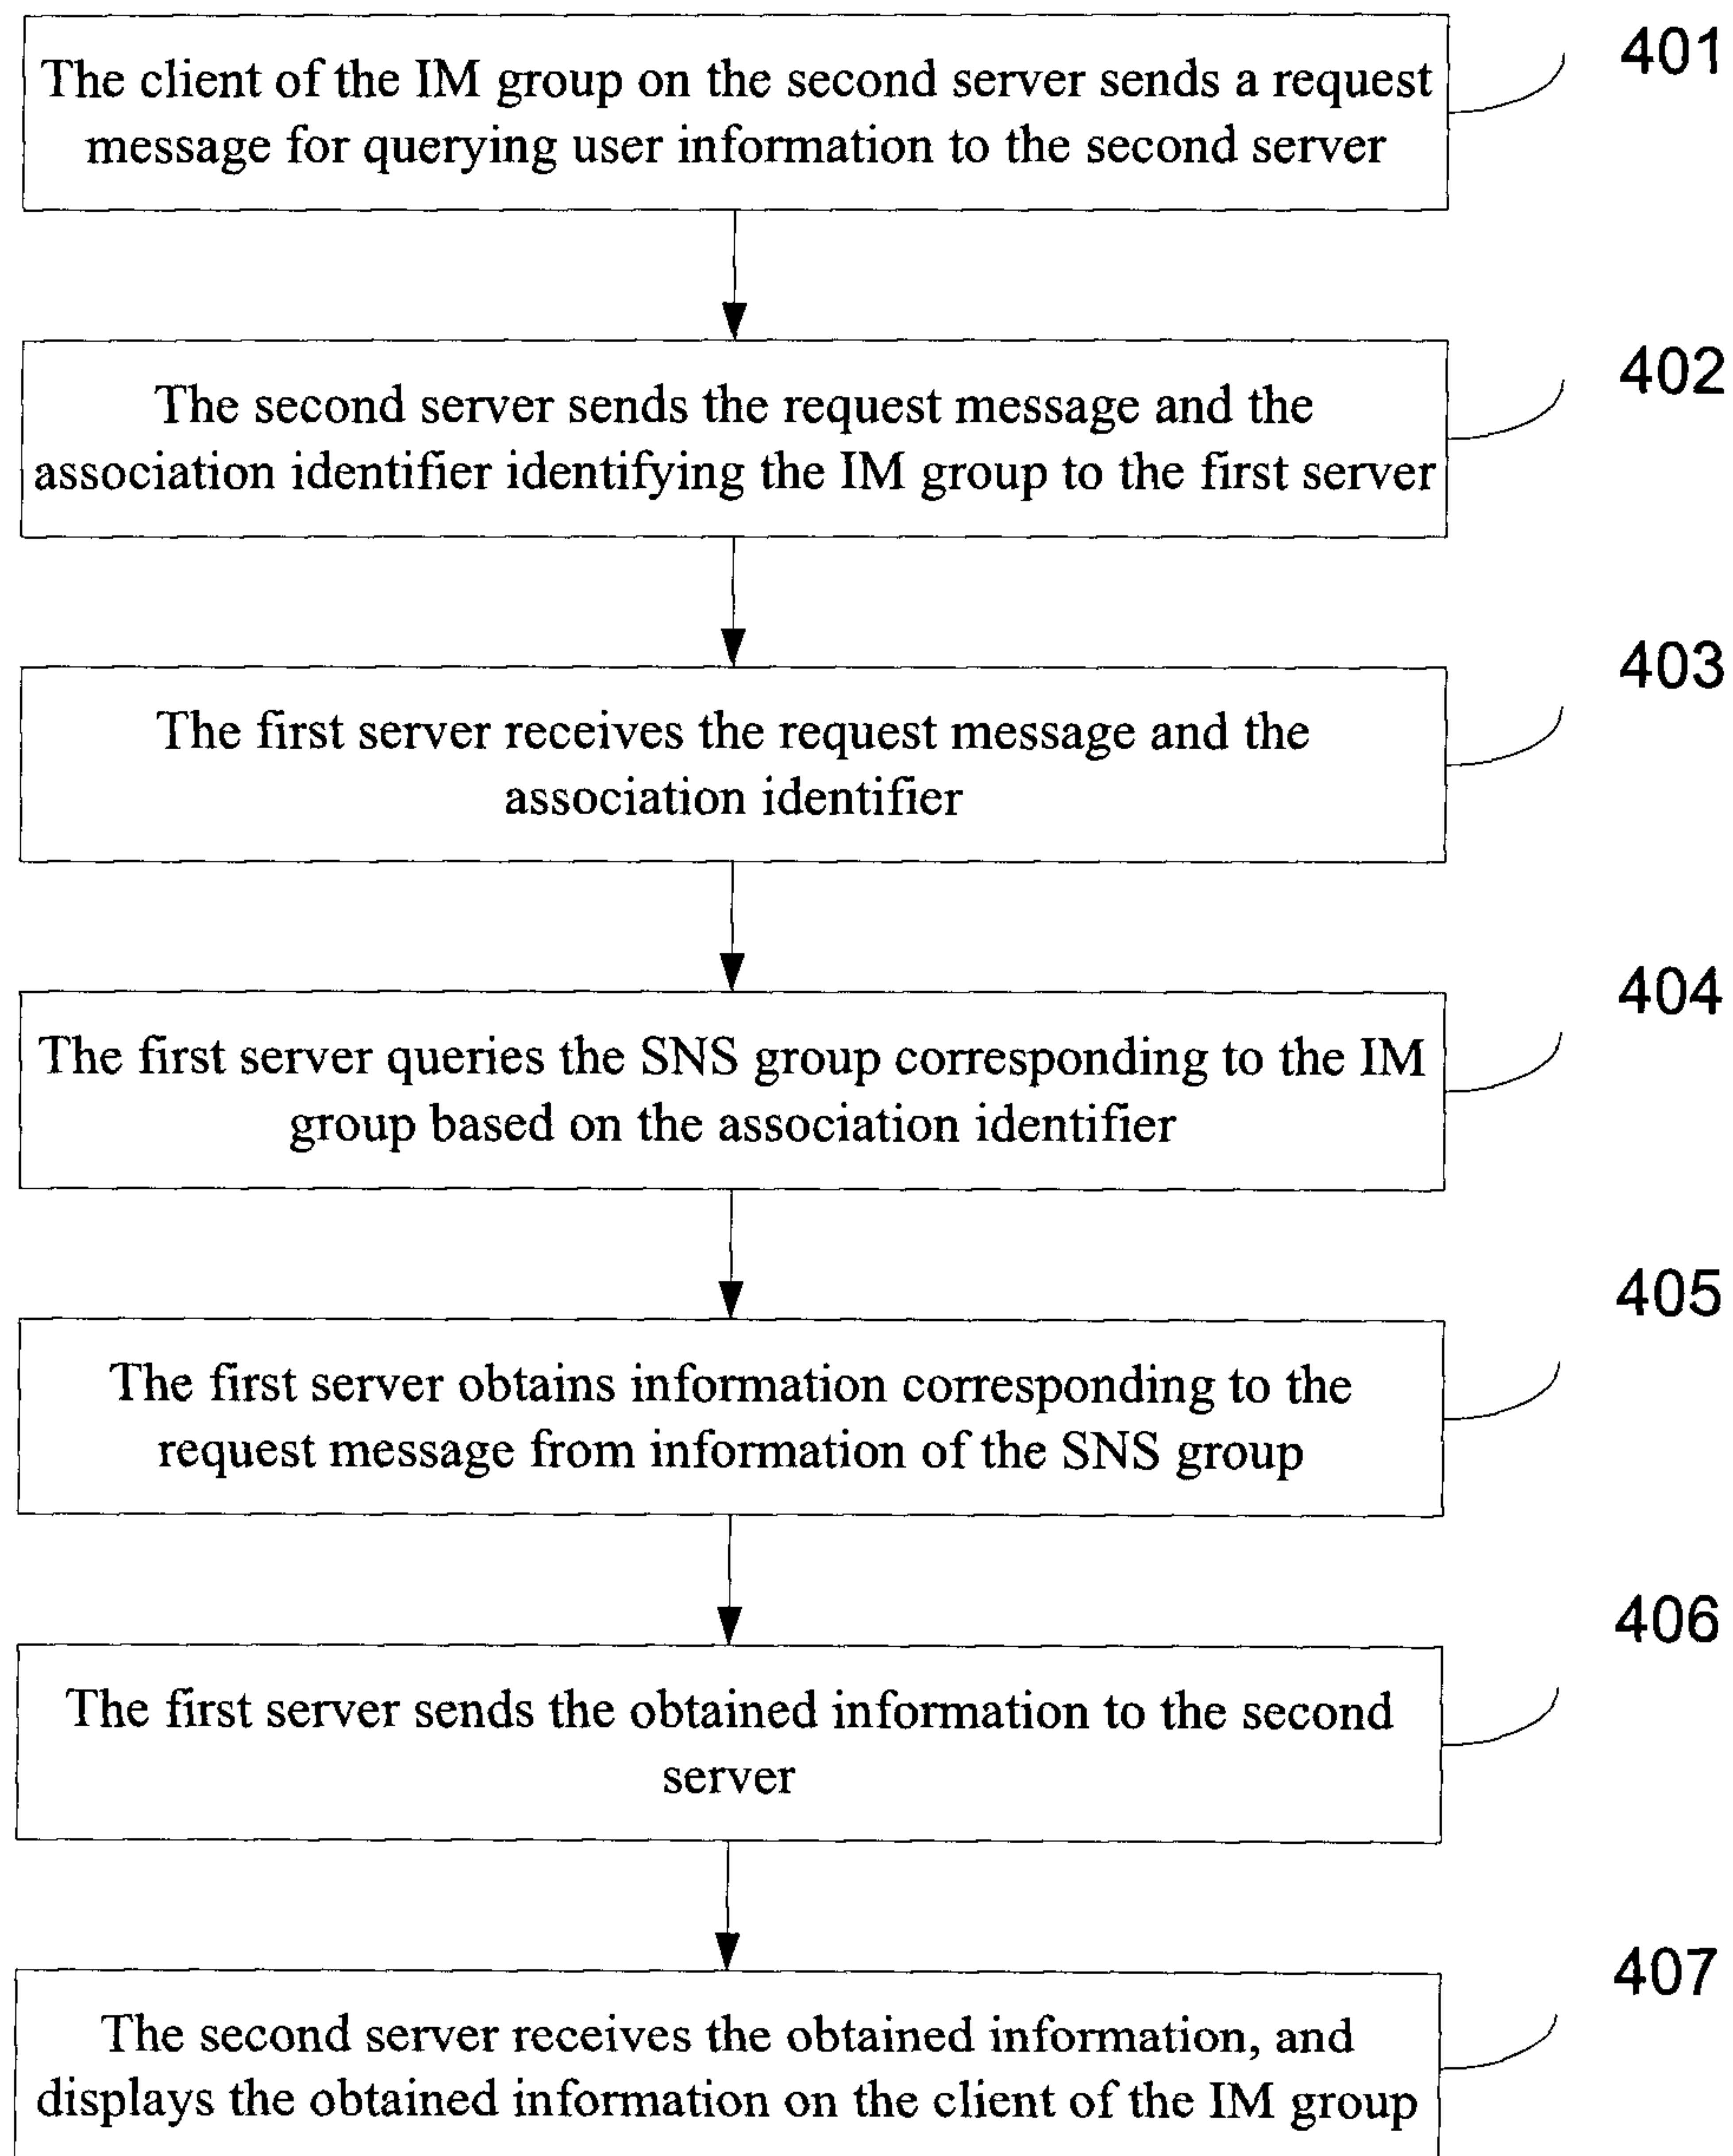 401
The client of the IM group on the second server sends a request
message for querying user information to the second server
402
The second server sends the request message and the
association identifier identifying the IM group to the first server
403
The first server receives the request message and the
association identifier
404
The first server queries the SNS group corresponding to the IM
group based on the association identifier
405
The first server obtains information corresponding to the
request message from information of the SNS group
406
The first server sends the obtained information to the second
server
407
The second server receives the obtained information, and
displays the obtained information on the client of the IM group